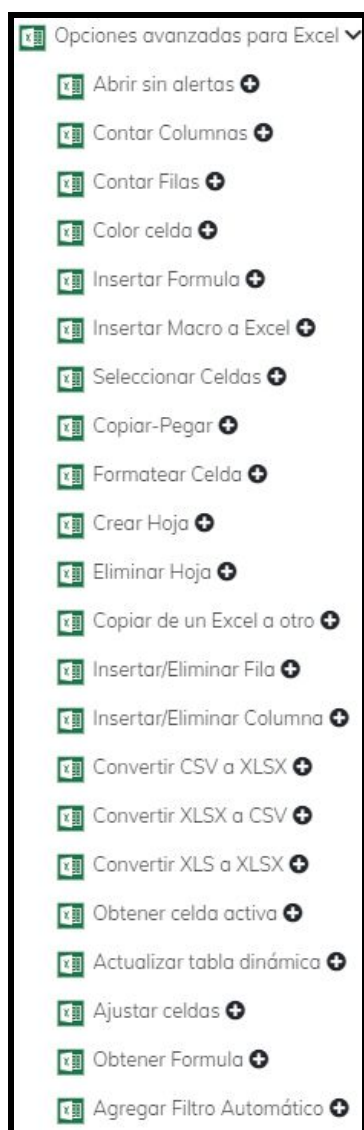 Opciones avanzadas para Excel
Abrir sin alertas
Contar Columnas
Contar Filas
Color celda
Insertar Formula
Insertar Macro a Excel
Seleccionar Celdas
Copiar-Pegar
Formatear Celda
Crear Hoja
Eliminar Hoja
Copiar de un Excel a otro
Insertar/Eliminar Fila
Insertar/Eliminar Columna
Convertir CSV a XLSX
Convertir XLSX a CSV
Convertir XLS a XLSX
Obtener celda activa
Actualizar tabla dinámica
Ajustar celdas
Obtener Formula
Agregar Filtro Automático